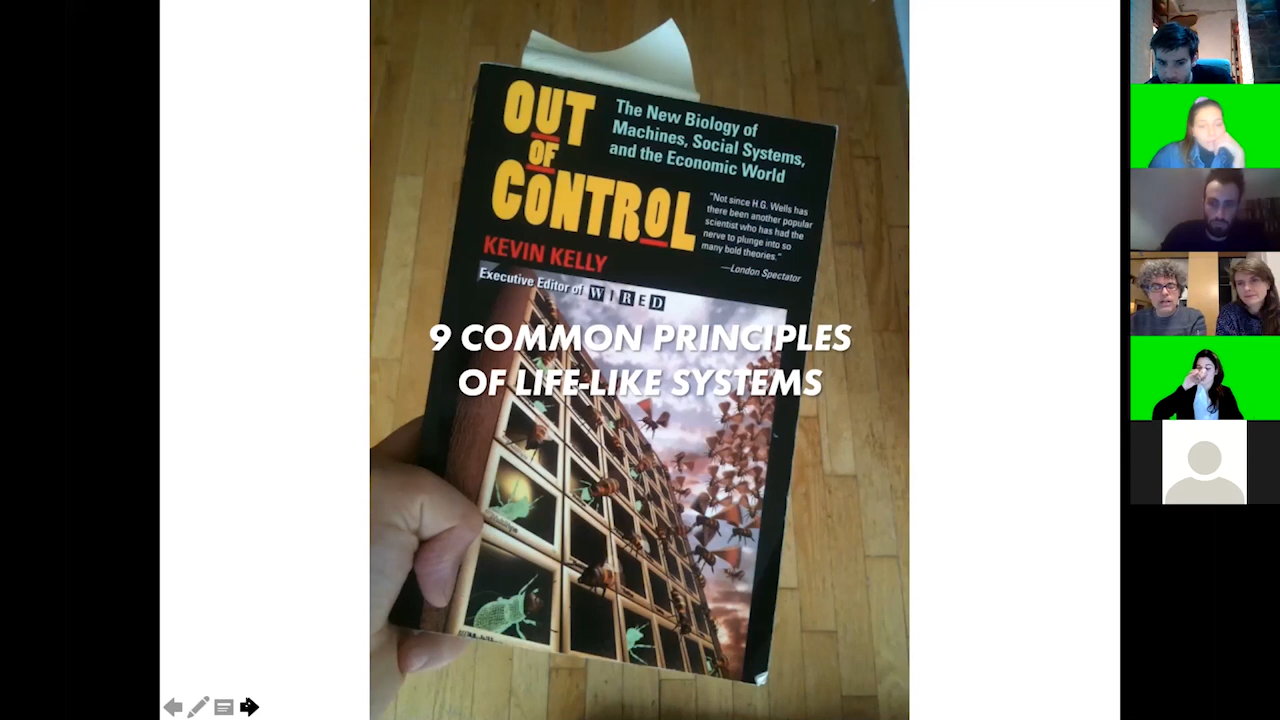 OUT
OF
CONTROL
The New Biology of
Machines, Social Systems,
and the Economic World
"Not since H.G. Wells has
there been another popular
scientist who has had the
nerve to plunge into so
many bold theories."
—London Spectator
KEVIN KELLY
Executive Editor of WIRED
9 COMMON PRINCIPLES
OF LIFE-LIKE SYSTEMS